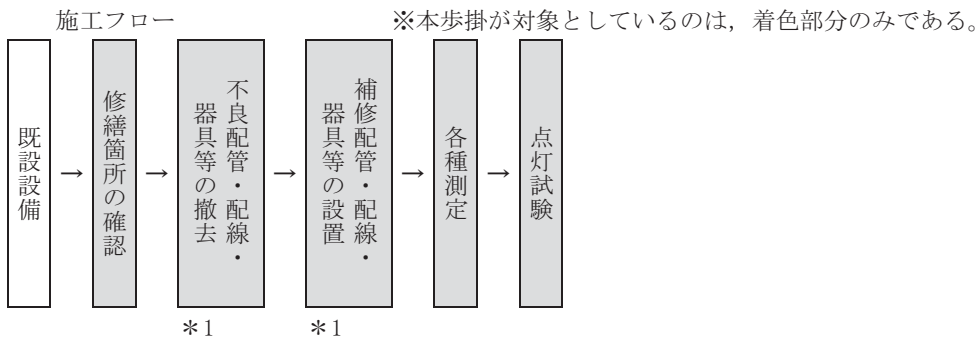 施工フロー
※本歩掛が対象としているのは，着色部分のみである。
既設設備
→
修繕箇所の確認
→
不良配管・配線・
器具等の撤去
→
補修配管・配線・
器具等の設置
→
各種測定
→
点灯試験
＊1
＊1